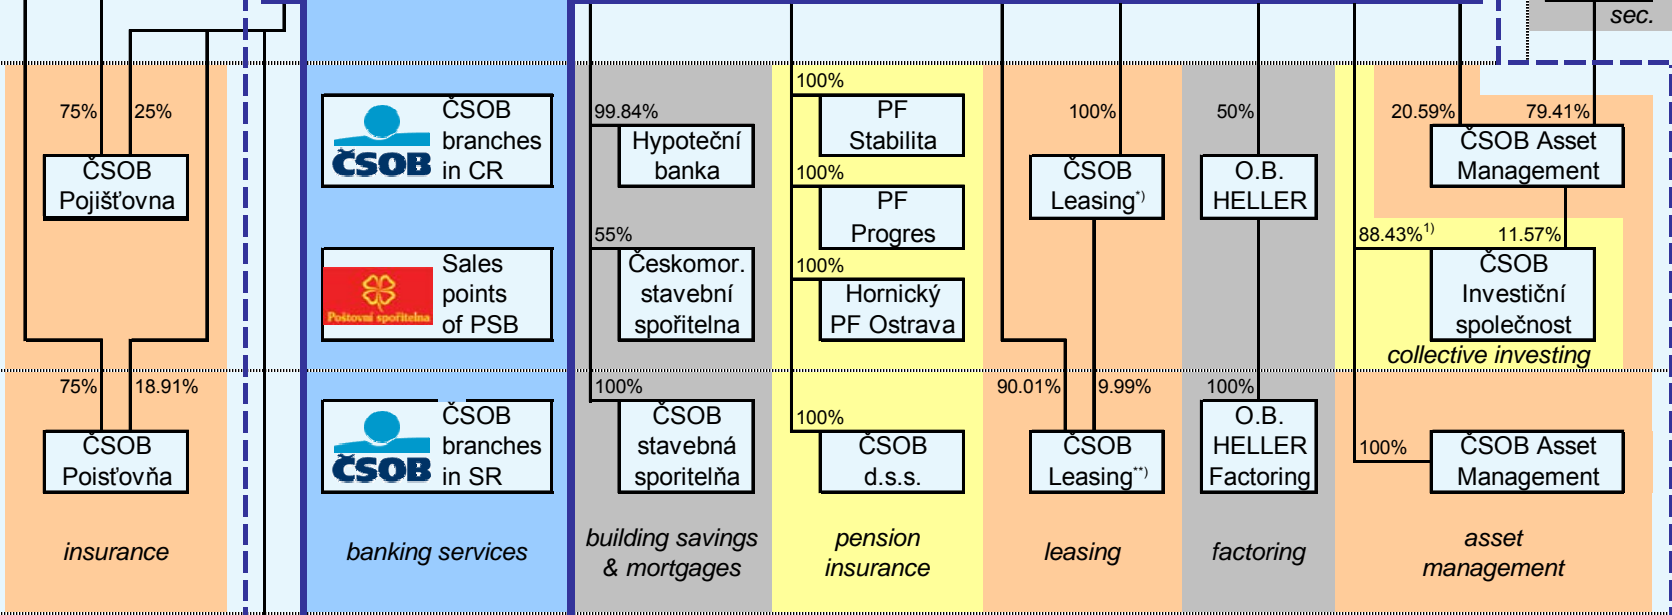 sec.
75%
25%
ČSOB
Pojišťovna
75%
18.91%
ČSOB
Poisťovňa
insurance
ČSOB
ČSOB
branches
in CR
Poštovní spořitelna
Sales
points
of PSB
ČSOB
ČSOB
branches
in SR
banking services
99.84%
Hypoteční
banka
55%
Českomor.
stavební
spořitelna
100%
ČSOB
stavebná
sporitelňa
building savings
& mortgages
100%
PF
Stabilita
100%
PF
Progres
100%
Hornický
PF Ostrava
100%
ČSOB
d.s.s.
pension
insurance
100%
ČSOB
Leasing*)
90.01%
9.99%
ČSOB
Leasing**)
leasing
50%
O.B.
HELLER
100%
O.B.
HELLER
Factoring
factoring
20.59%
79.41%
ČSOB Asset
Management
88.43%1)
11.57%
ČSOB
Investiční
společnost
collective investing
100%
ČSOB Asset
Management
asset
management